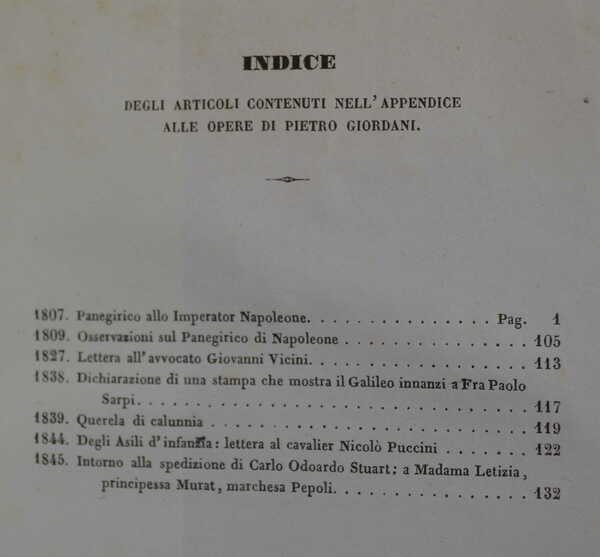 INDICE
DEGLI ARTICOLI CONTENUTI NELL'APPENDICE
ALLE OPERE DI PIETRO GIORDANI.
1807. Panegirico allo Imperator Napoleone. . . . . . . . . . . . . . . . Pag. 1
1809. Osservazioni sul Panegirico di Napoleone . . . . . . . . . . . . . . . 105
1827. Lettera all'avvocato Giovanni Vicini. . . . . . . . . . . . . . . . . . 113
1838. Dichiarazione di una stampa che mostra il Galileo innanzi a Fra Paolo
Sarpi. . . . . . . . . . . . . . . . . . . . . . . . . . . . . . 117
1839. Querela di calunnia . . . . . . . . . . . . . . . . . . . . . . . . 119
1844. Degli Asili d'infanzia: lettera al cavalier Nicolò Puccini . . . . . . . 122
1845. Intorno alla spedizione di Carlo Odoardo Stuart: a Madama Letizia,
principessa Murat, marchesa Pepoli. . . . . . . . . . . . . . . . 132